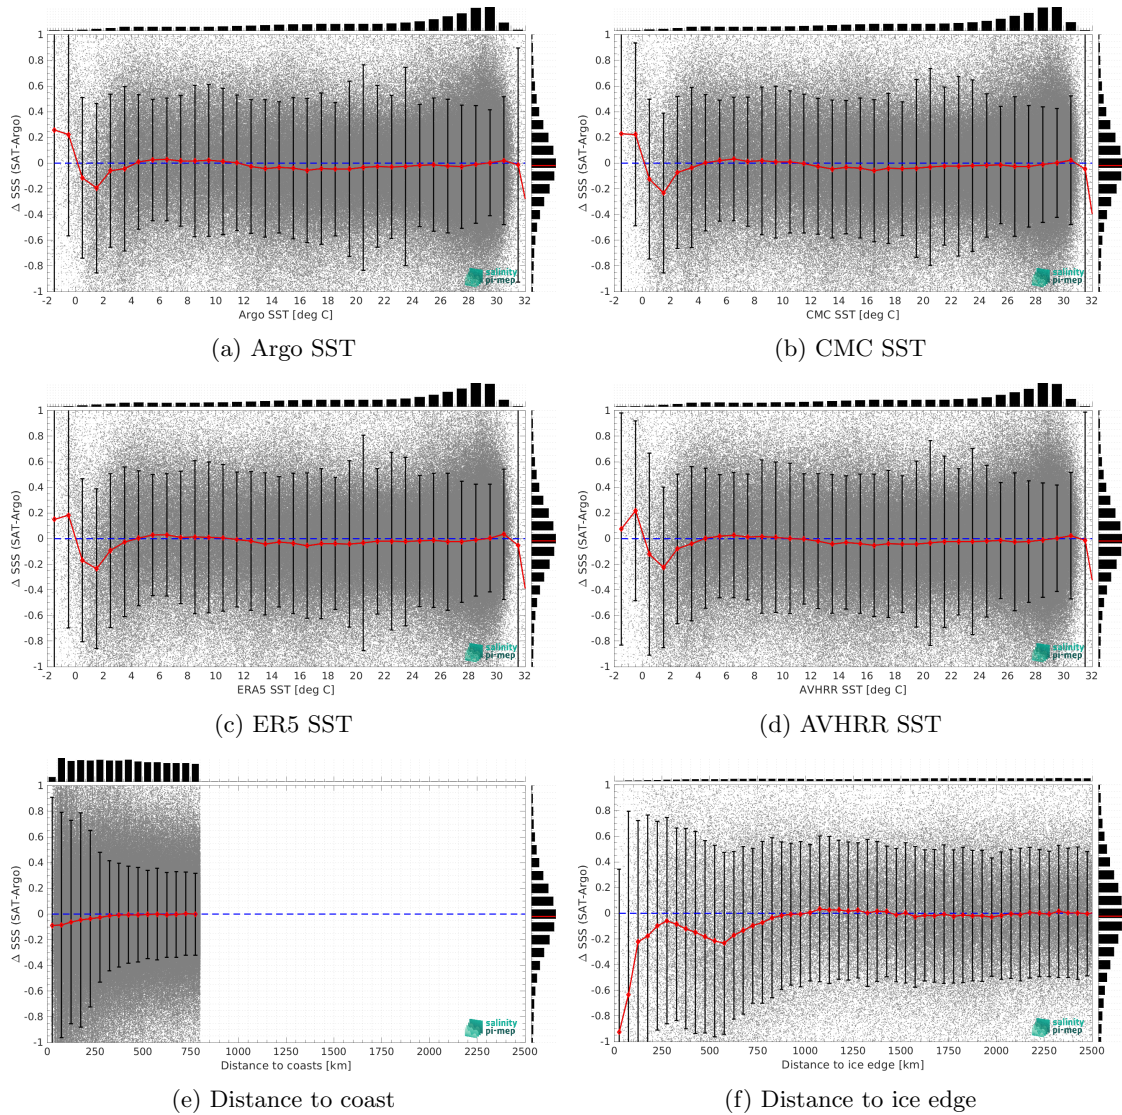 1
0.8
0.6
0.4
0.2
0
-0.2
-0.4
-0.6
-0.8
-1
Δ SSS (SAT-Argo)
-2 0 2 4 6 8 10 12 14 16 18 20 22 24 26 28 30 32
Argo SST [deg C]
salinity
pi-mep
(a) Argo SST
1
0.8
0.6
0.4
0.2
0
-0.2
-0.4
-0.6
-0.8
-1
Δ SSS (SAT-Argo)
-2 0 2 4 6 8 10 12 14 16 18 20 22 24 26 28 30 32
CMC SST [deg C]
salinity
pi-mep
(b) CMC SST
1
0.8
0.6
0.4
0.2
0
-0.2
-0.4
-0.6
-0.8
-1
Δ SSS (SAT-Argo)
-2 0 2 4 6 8 10 12 14 16 18 20 22 24 26 28 30 32
ERA5 SST [deg C]
salinity
pi-mep
(c) ER5 SST
1
0.8
0.6
0.4
0.2
0
-0.2
-0.4
-0.6
-0.8
-1
Δ SSS (SAT-Argo)
-2 0 2 4 6 8 10 12 14 16 18 20 22 24 26 28 30 32
AVHRR SST [deg C]
salinity
pi-mep
(d) AVHRR SST
1
0.8
0.6
0.4
0.2
0
-0.2
-0.4
-0.6
-0.8
-1
Δ SSS (SAT-Argo)
0 250 500 750 1000 1250 1500 1750 2000 2250 2500
Distance to coasts [km]
salinity
pi-mep
(e) Distance to coast
1
0.8
0.6
0.4
0.2
0
-0.2
-0.4
-0.6
-0.8
-1
Δ SSS (SAT-Argo)
0 250 500 750 1000 1250 1500 1750 2000 2250 2500
Distance to ice edge [km]
salinity
pi-mep
(f) Distance to ice edge